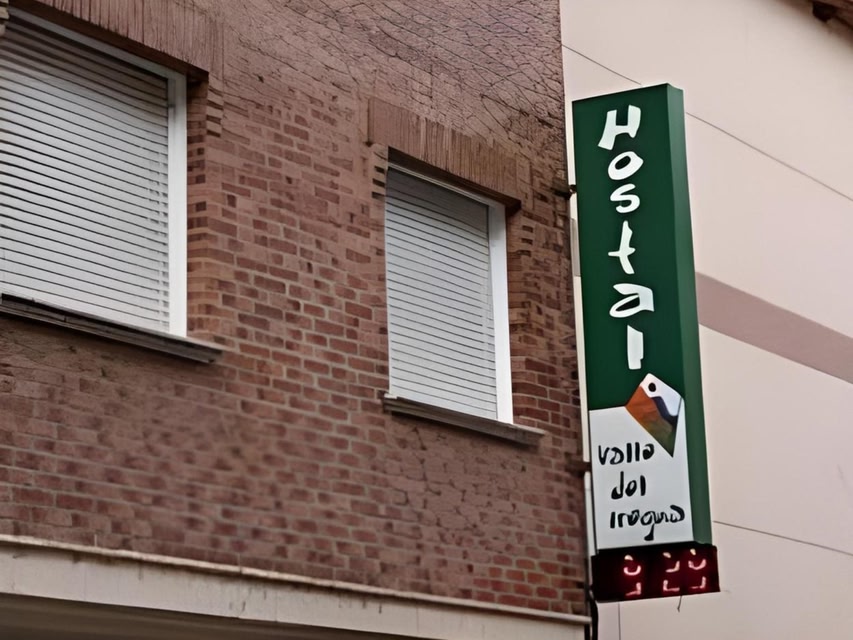 Hostal
valle
del
iregua